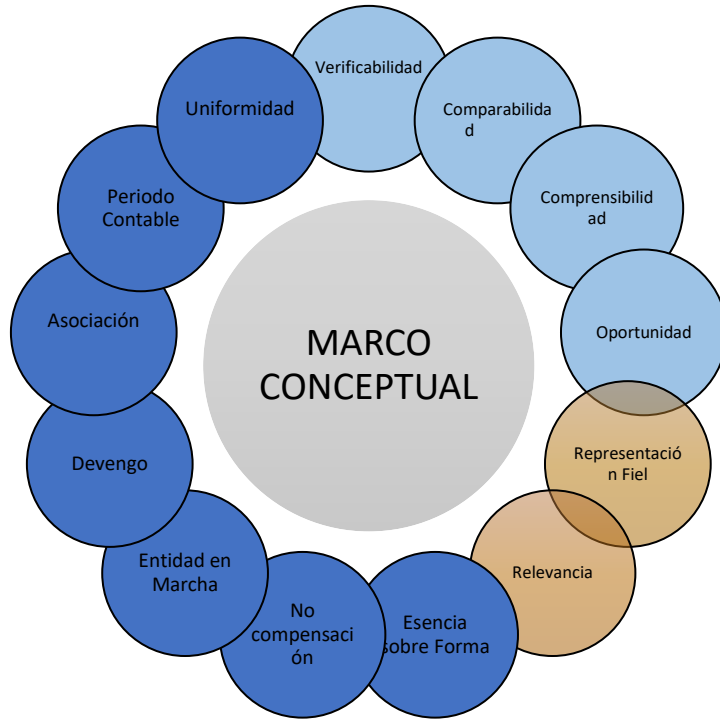 Verificabilidad
Comparabilida
d
Comprensibilid
ad
Oportunidad
Representació
n Fiel
Relevancia
Esencia
sobre Forma
No
compensaci
ón
Entidad en
Marcha
Devengo
Asociación
Periodo
Contable
Uniformidad
MARCO
CONCEPTUAL